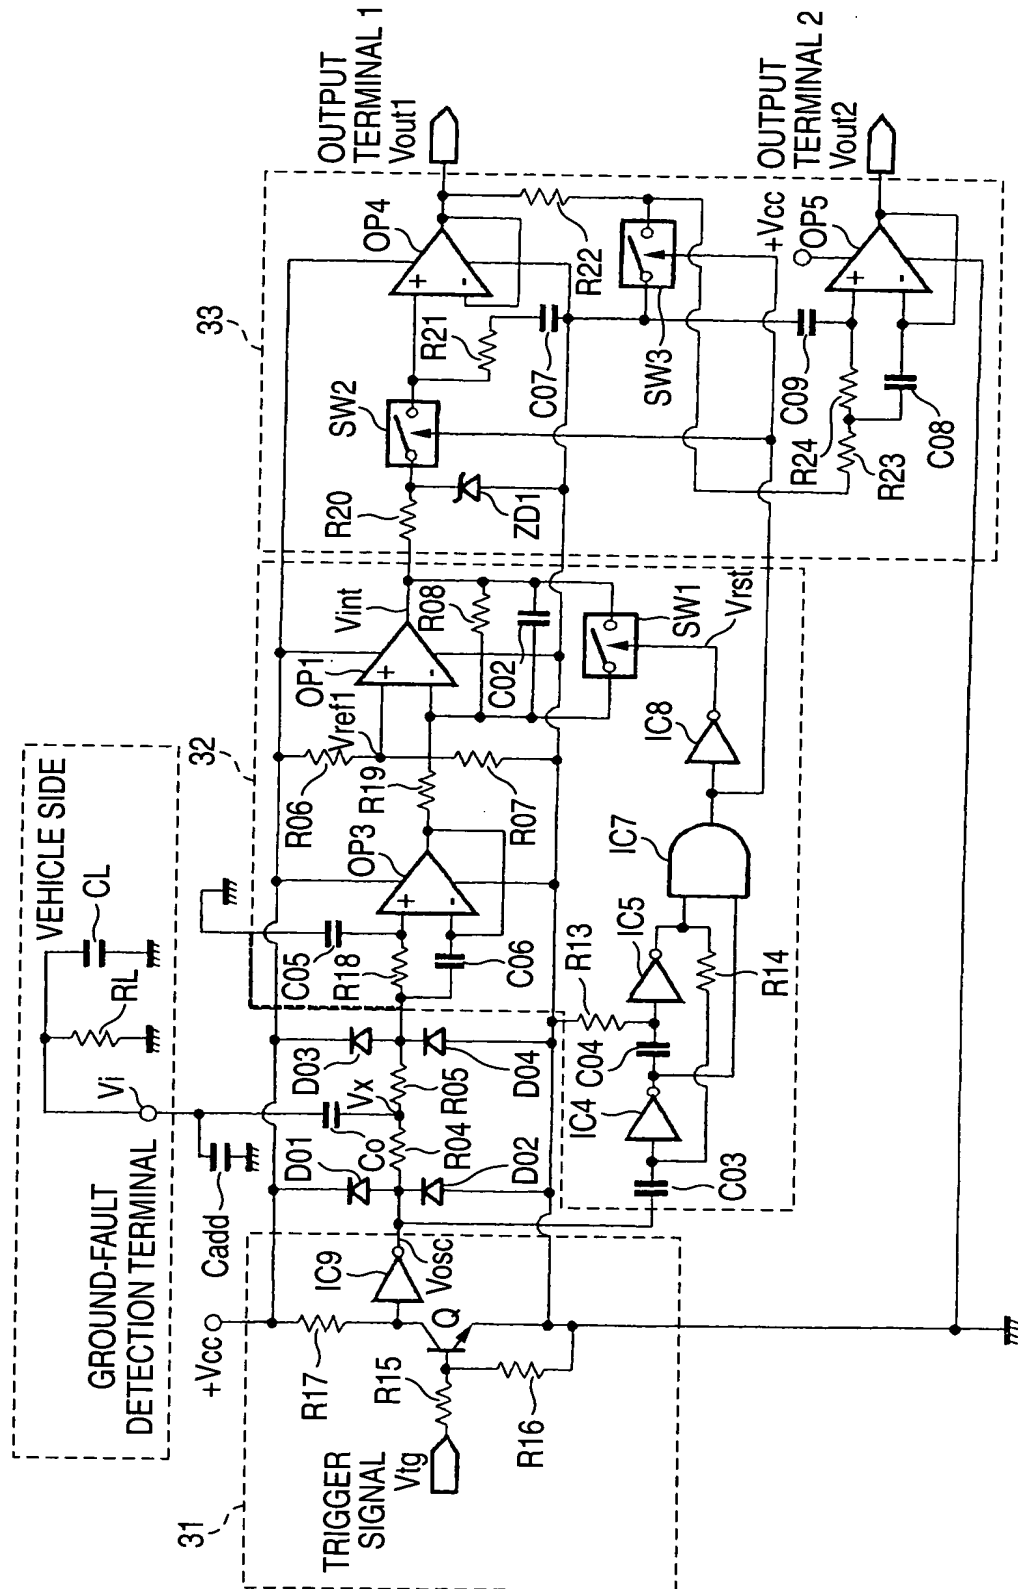 VEHICLE SIDE
RL
CL
Vi
GROUND-FAULT
DETECTION TERMINAL
Cadd
+Vcc
31
TRIGGER
SIGNAL
Vtg
R15
R16
R17
Q
IC9
Vosc
D01
D02
R04
Co
Vx
R05
D03
D04
32
C05
R18
C06
OP3
R19
R06
Vref1
R07
OP1
Vint
R08
C02
SW1
Vrst
C03
IC4
C04
R13
IC5
R14
IC7
IC8
33
R20
ZD1
SW2
R21
C07
OP4
R22
SW3
OUTPUT
TERMINAL 1
Vout1
R23
R24
C08
C09
+Vcc
OP5
OUTPUT
TERMINAL 2
Vout2
+
-
+
-
+
-
+
-